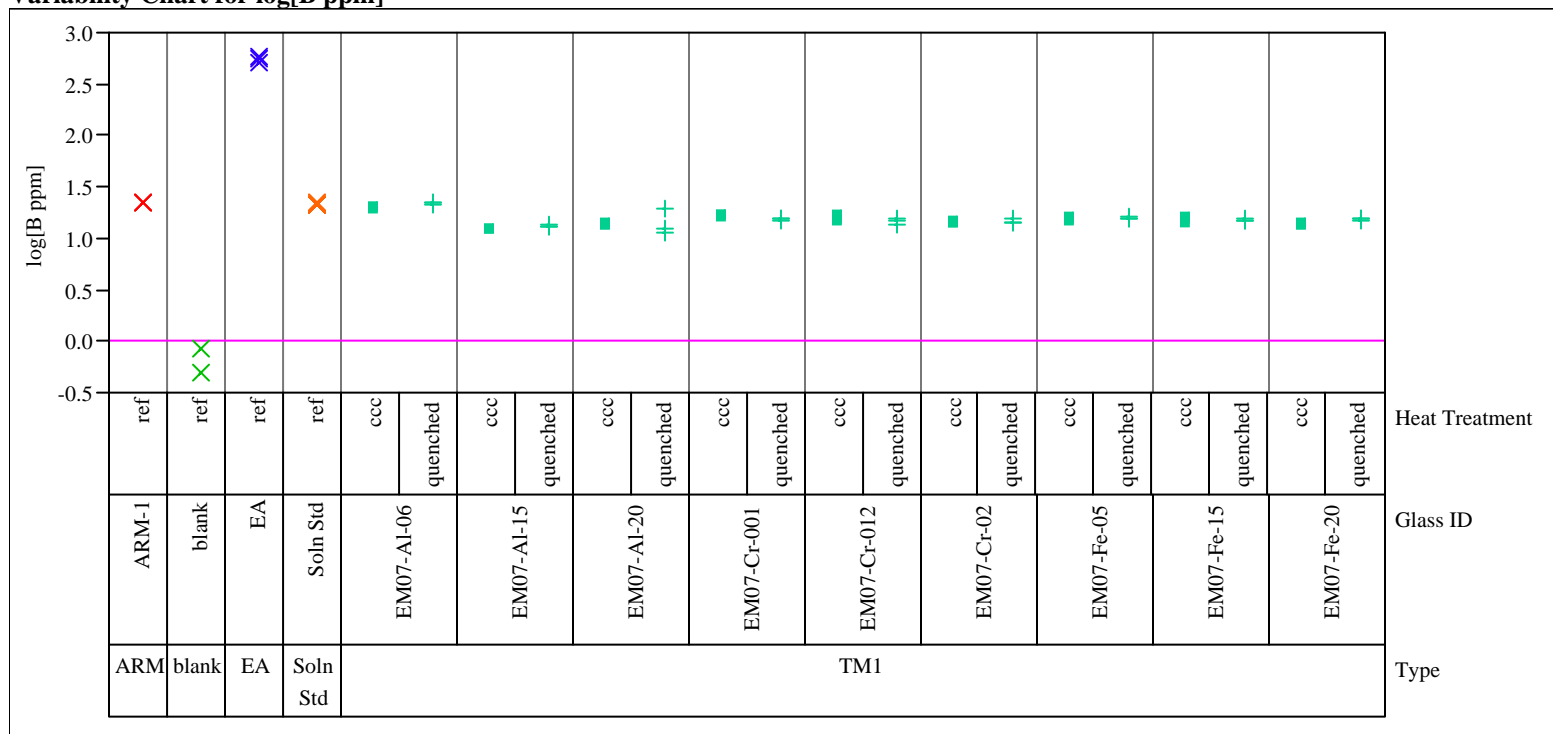 Variability Chart for log[B ppm]
log[B ppm]
3.0
2.5
2.0
1.5
1.0
0.5
0.0
-0.5
ref
ref
ref
ref
ccc
quenched
ccc
quenched
ccc
quenched
ccc
quenched
ccc
quenched
ccc
quenched
ccc
quenched
ccc
quenched
ccc
quenched
Heat Treatment
ARM-1
blank
EA
Soln Std
EM07-Al-06
EM07-Al-15
EM07-Al-20
EM07-Cr-001
EM07-Cr-012
EM07-Cr-02
EM07-Fe-05
EM07-Fe-15
EM07-Fe-20
Glass ID
ARM
blank
EA
Soln
Std
TM1
Type